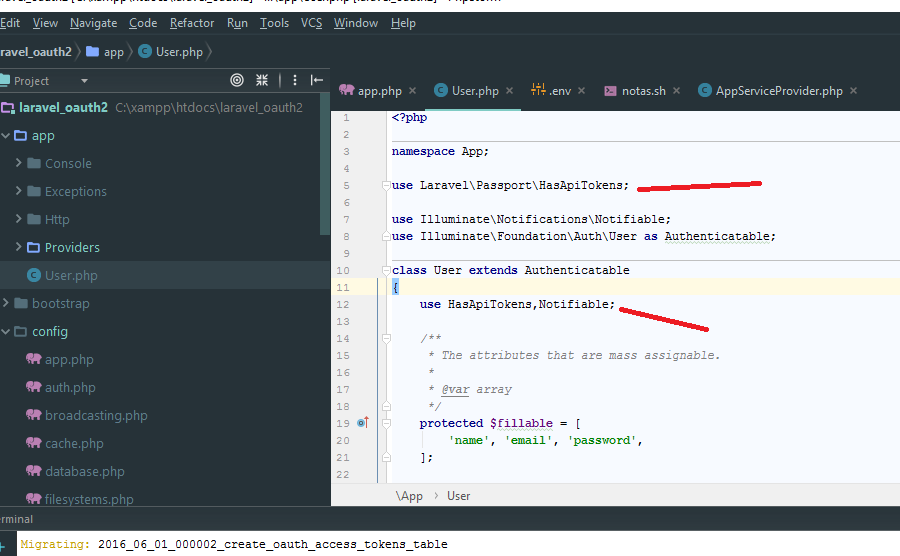 Edit View Navigate Code Refactor Run Tools VCS Window Help
laravel_oauth2 app User.php
Project
app.php User.php .env notas.sh AppServiceProvider.php
laravel_oauth2 C:\xampp\htdocs\laravel_oauth2
app
Console
Exceptions
Http
Providers
User.php
bootstrap
config
app.php
auth.php
broadcasting.php
cache.php
database.php
filesystems.php
1 <?php
2
3 namespace App;
4
5 use Laravel\Passport\HasApiTokens;
6
7 use Illuminate\Notifications\Notifiable;
8 use Illuminate\Foundation\Auth\User as Authenticatable;
9
10 class User extends Authenticatable
11 {
12 use HasApiTokens,Notifiable;
13
14 /**
15 * The attributes that are mass assignable.
16 *
17 * @var array
18 */
19 protected $fillable = [
20 'name', 'email', 'password',
21 ];
22
\App › User
erminal
Migrating: 2016_06_01_000002_create_oauth_access_tokens_table